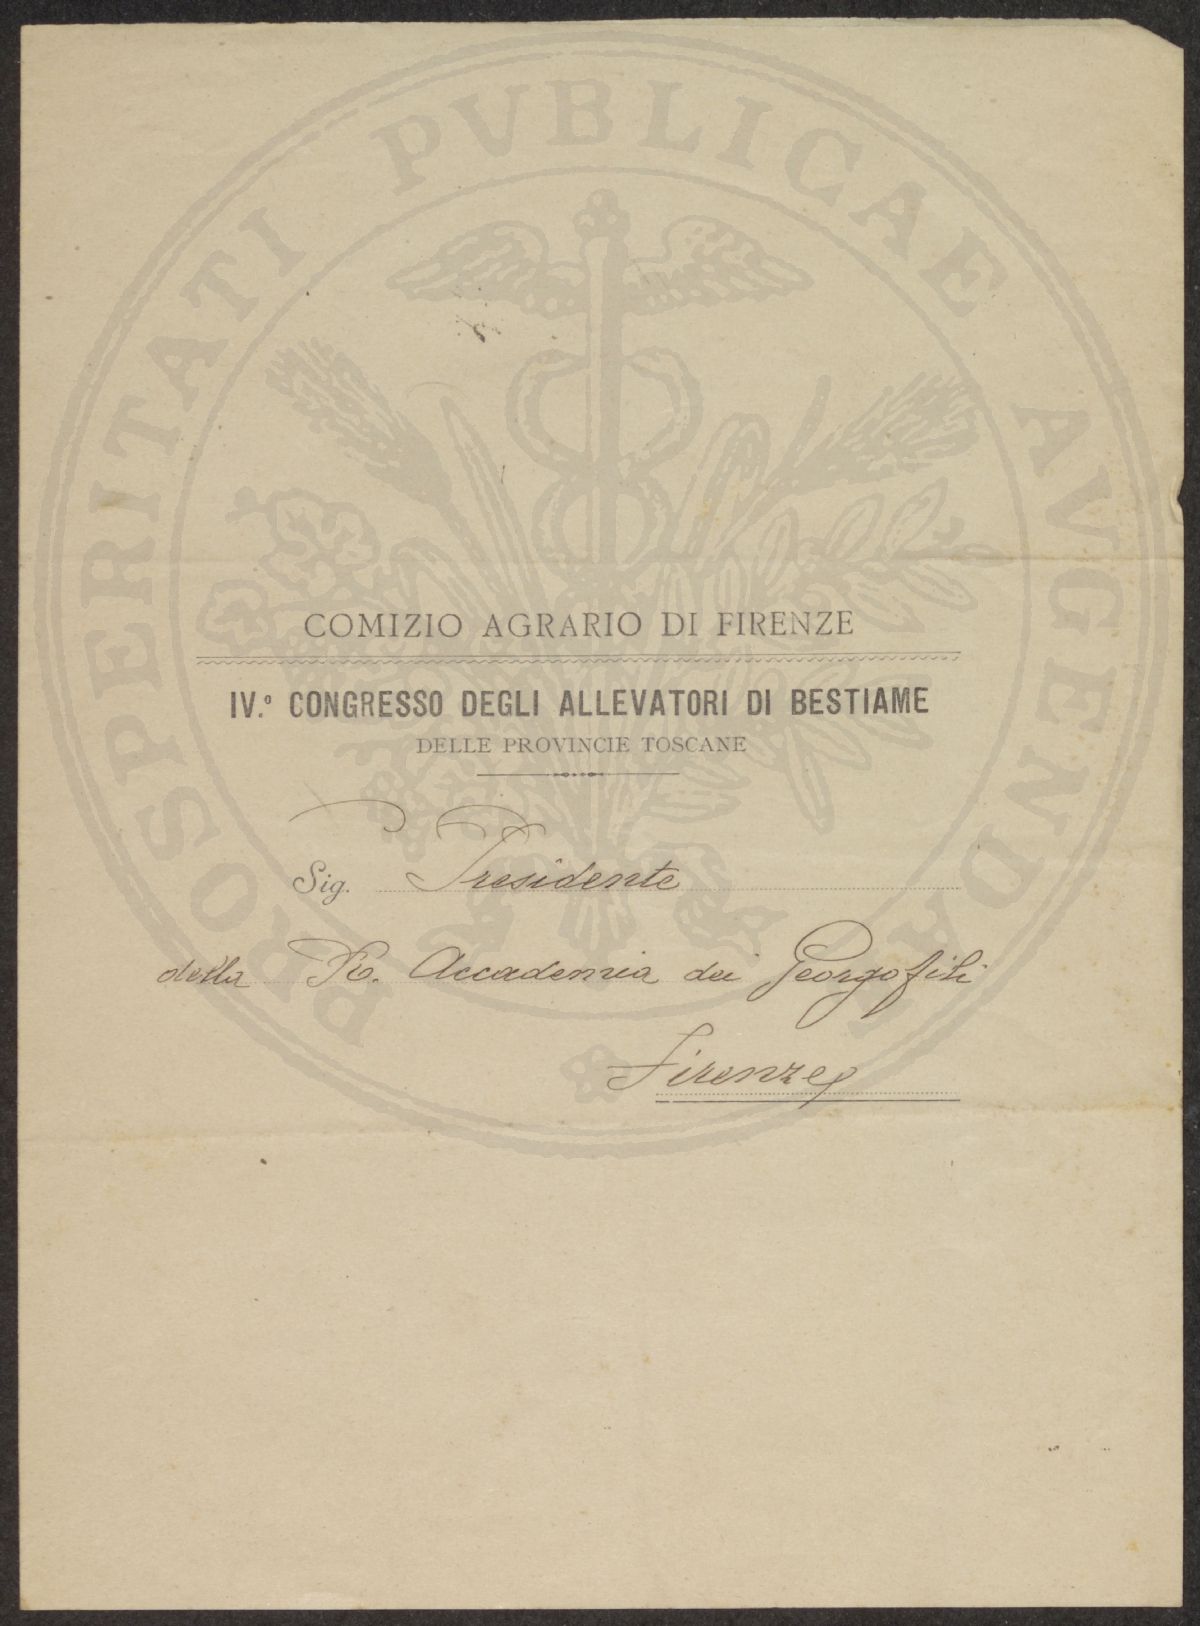 PROSPERITATI PVBLICAE AVGENDAE
COMIZIO AGRARIO DI FIRENZE
IV.º CONGRESSO DEGLI ALLEVATORI DI BESTIAME
DELLE PROVINCIE TOSCANE
Sig. Presidente
della R. Accademia dei Georgofili
Firenze